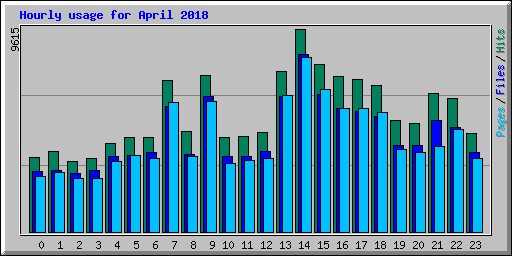 Hourly usage for April 2018
9615
Pages / Files / Hits
0 1 2 3 4 5 6 7 8 9 10 11 12 13 14 15 16 17 18 19 20 21 22 23